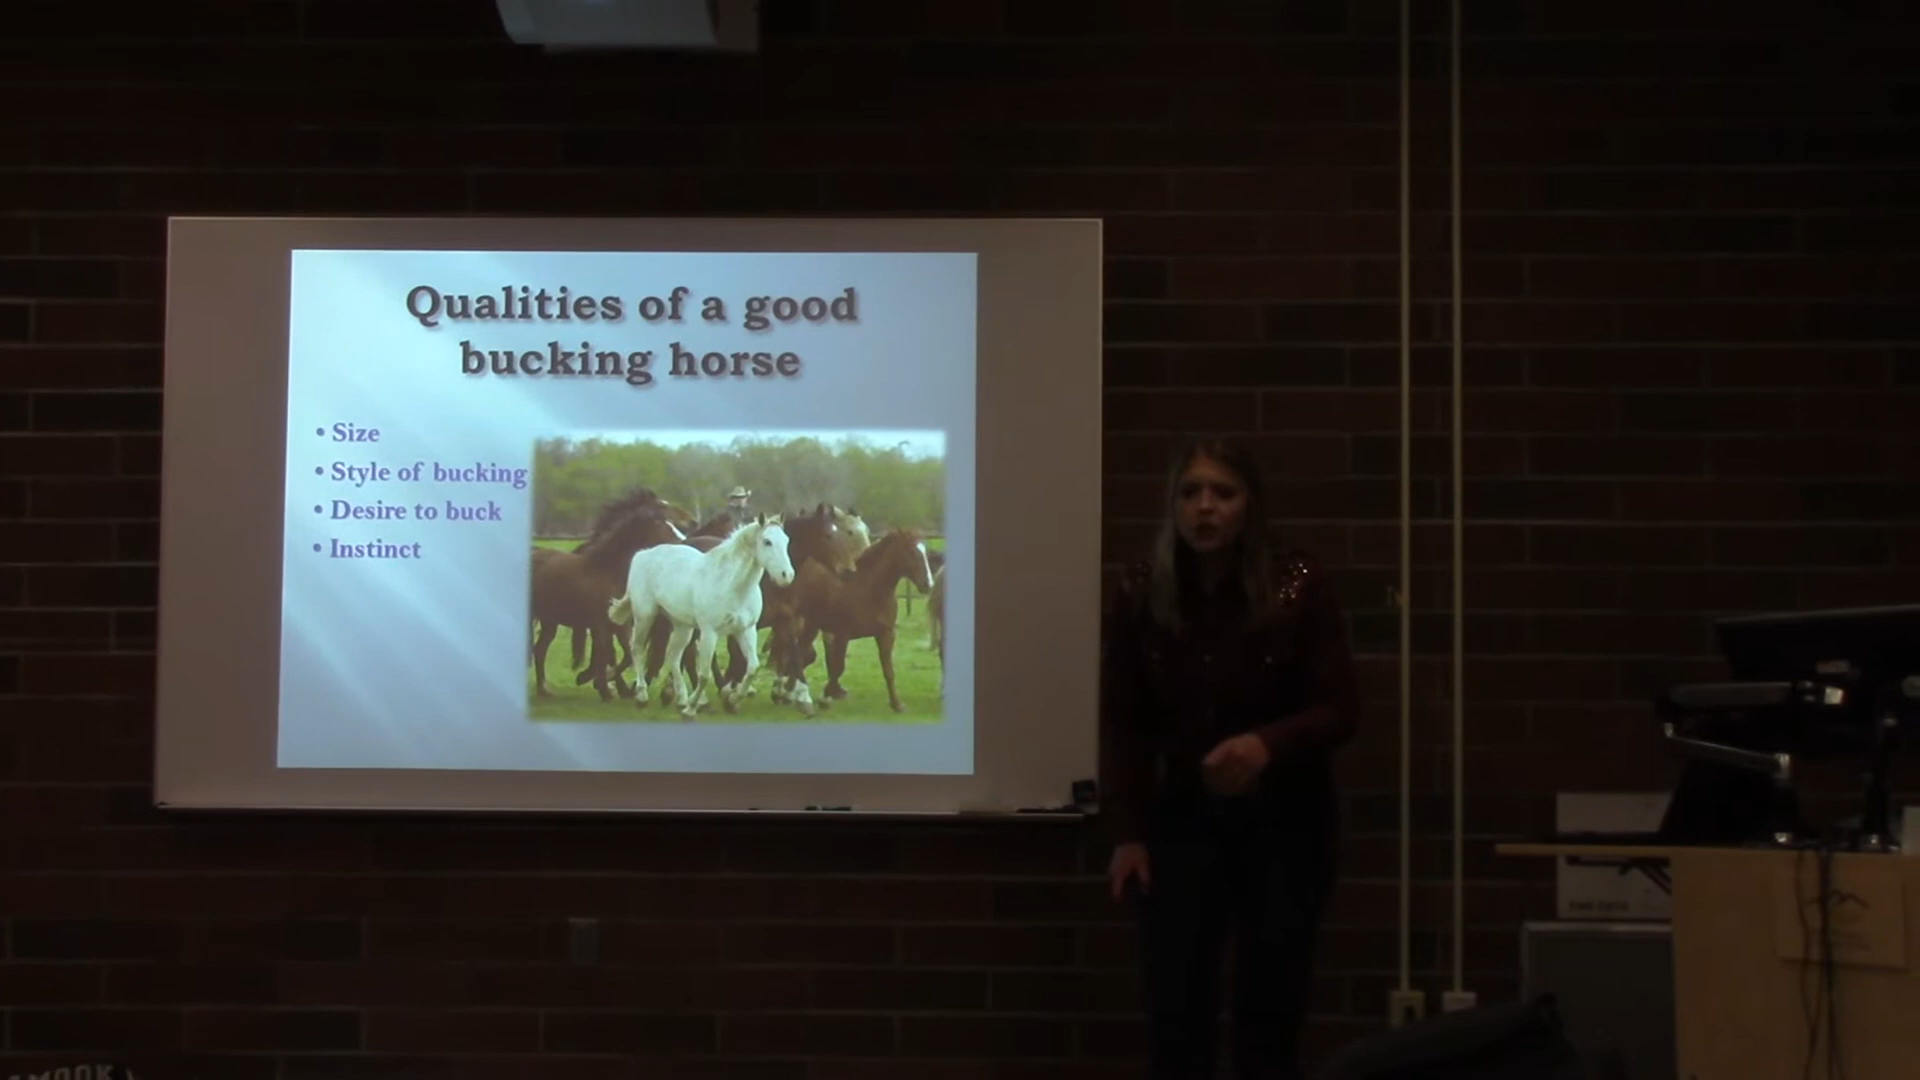 Qualities of a good
bucking horse
• Size
• Style of bucking
• Desire to buck
• Instinct